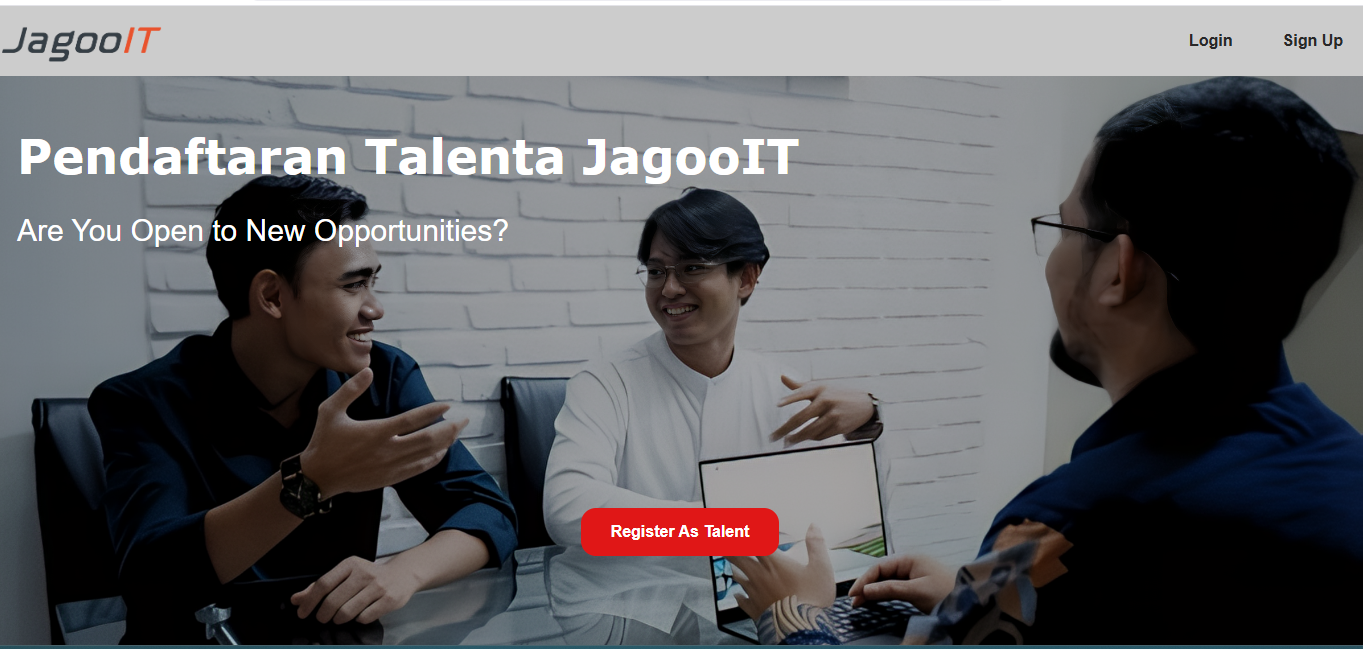 JagooIT
Login
Sign Up
Pendaftaran Talenta JagooIT
Are You Open to New Opportunities?
Register As Talent